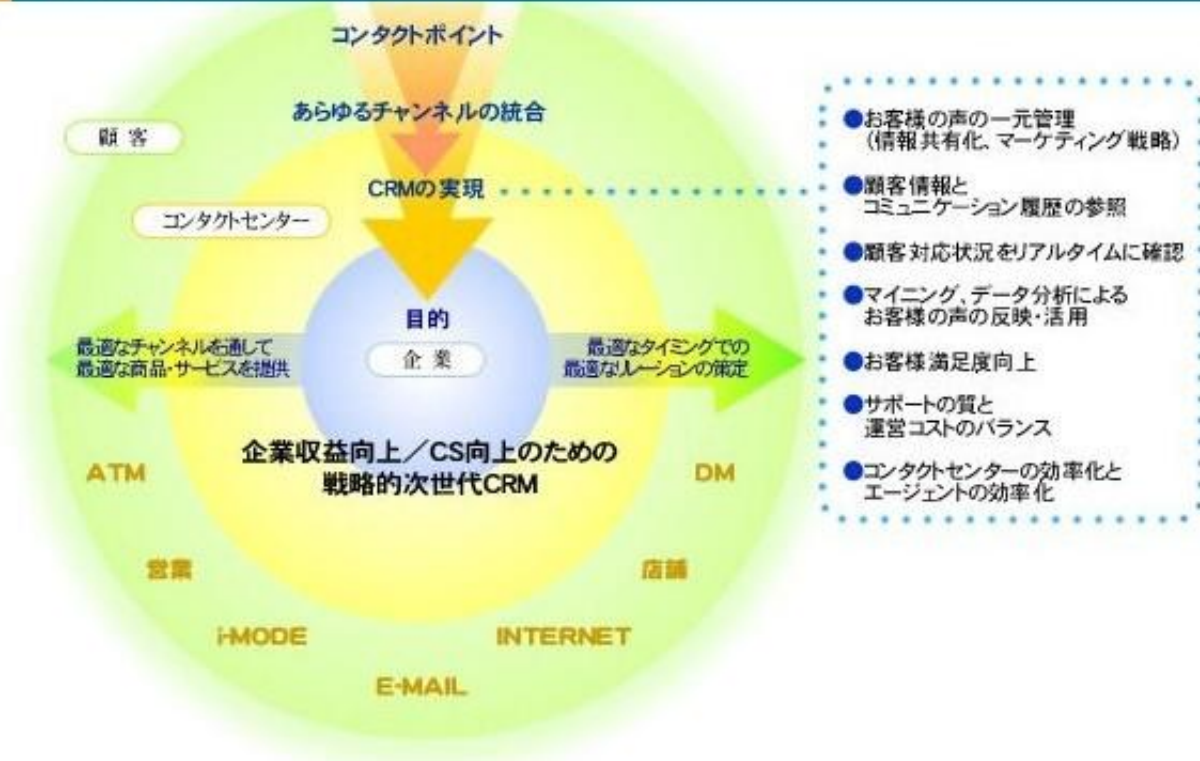 コンタクトポイント
あらゆるチャンネルの統合
顧 客
CRMの実現
コンタクトセンター
目的
企 業
最適なチャンネルを通して
最適な商品・サービスを提供
最適なタイミングでの
最適なリレーションの策定
企業収益向上／CS向上のための
戦略的次世代CRM
ATM
DM
営業
店舗
i-MODE
INTERNET
E-MAIL
●お客様の声の一元管理
(情報共有化、マーケティング戦略)
●顧客情報と
コミュニケーション履歴の参照
●顧客対応状況をリアルタイムに確認
●マイニング、データ分析による
お客様の声の反映・活用
●お客様満足度向上
●サポートの質と
運営コストのバランス
●コンタクトセンターの効率化と
エージェントの効率化